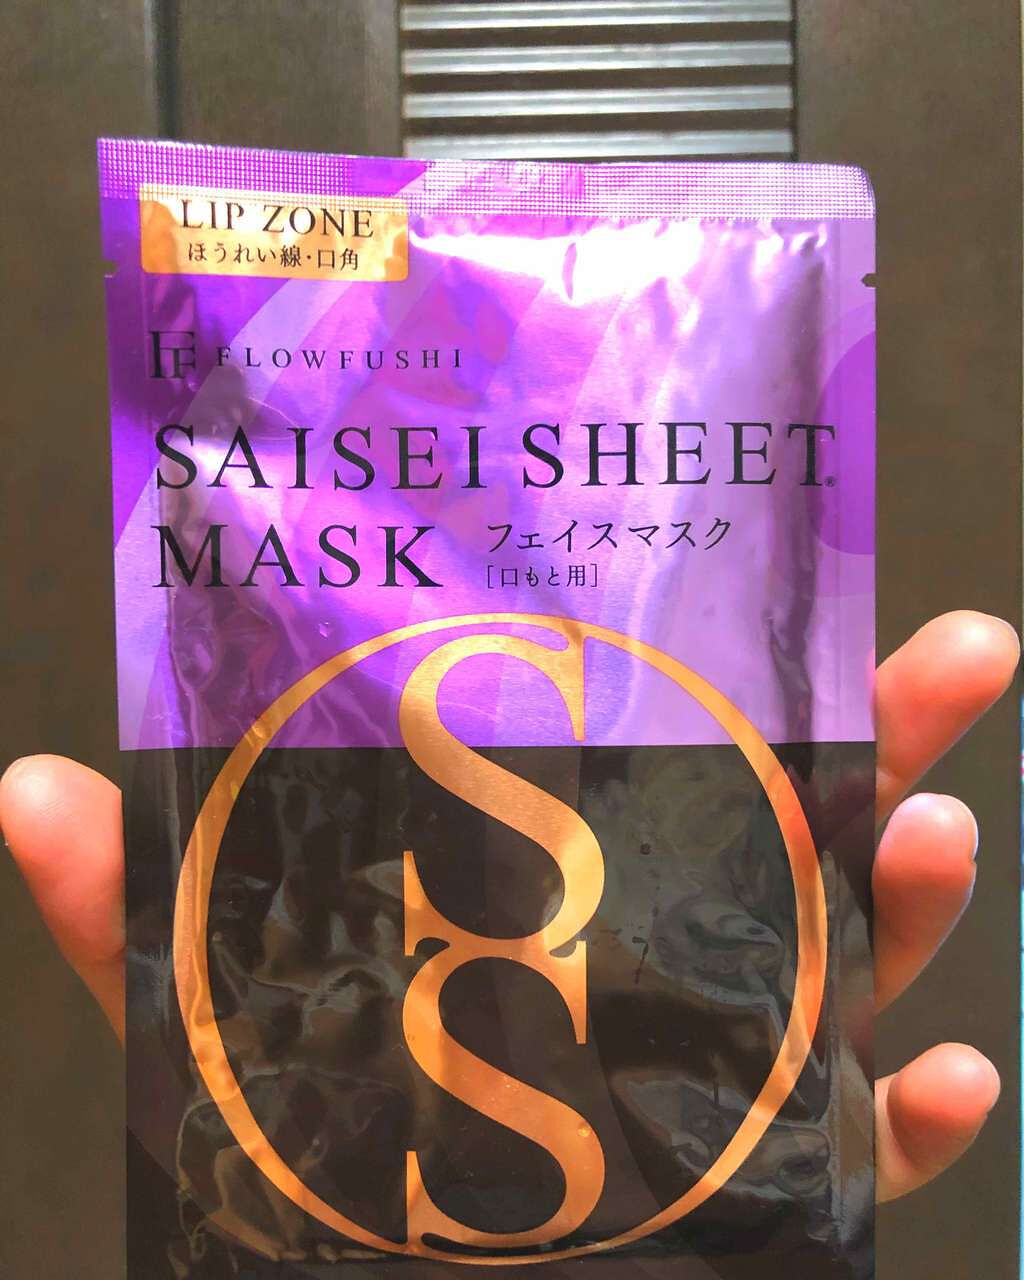 LIP ZONE
ほうれい線・口角
FF FLOWFUSHI
SAISEI SHEET®
MASK フェイスマスク
[口もと用]
SS